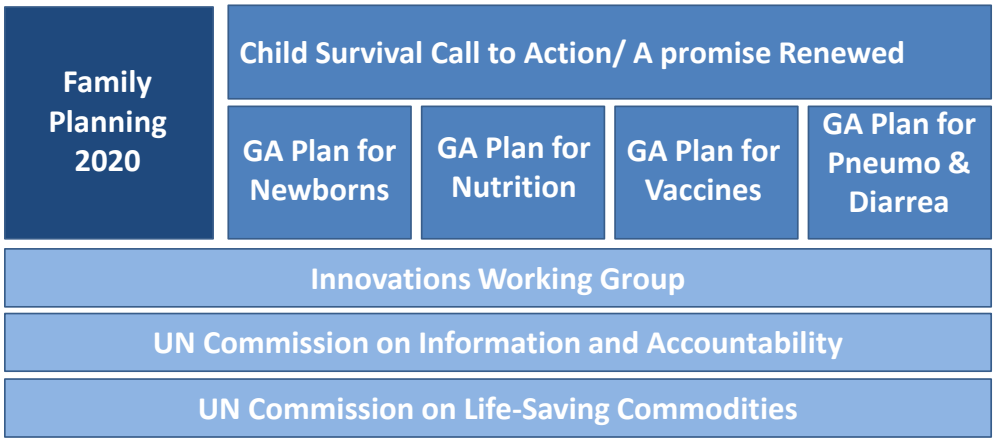 Family
Planning
2020
Child Survival Call to Action/ A promise Renewed
GA Plan for
Newborns
GA Plan for
Nutrition
GA Plan for
Vaccines
GA Plan for
Pneumo &
Diarrea
Innovations Working Group
UN Commission on Information and Accountability
UN Commission on Life-Saving Commodities